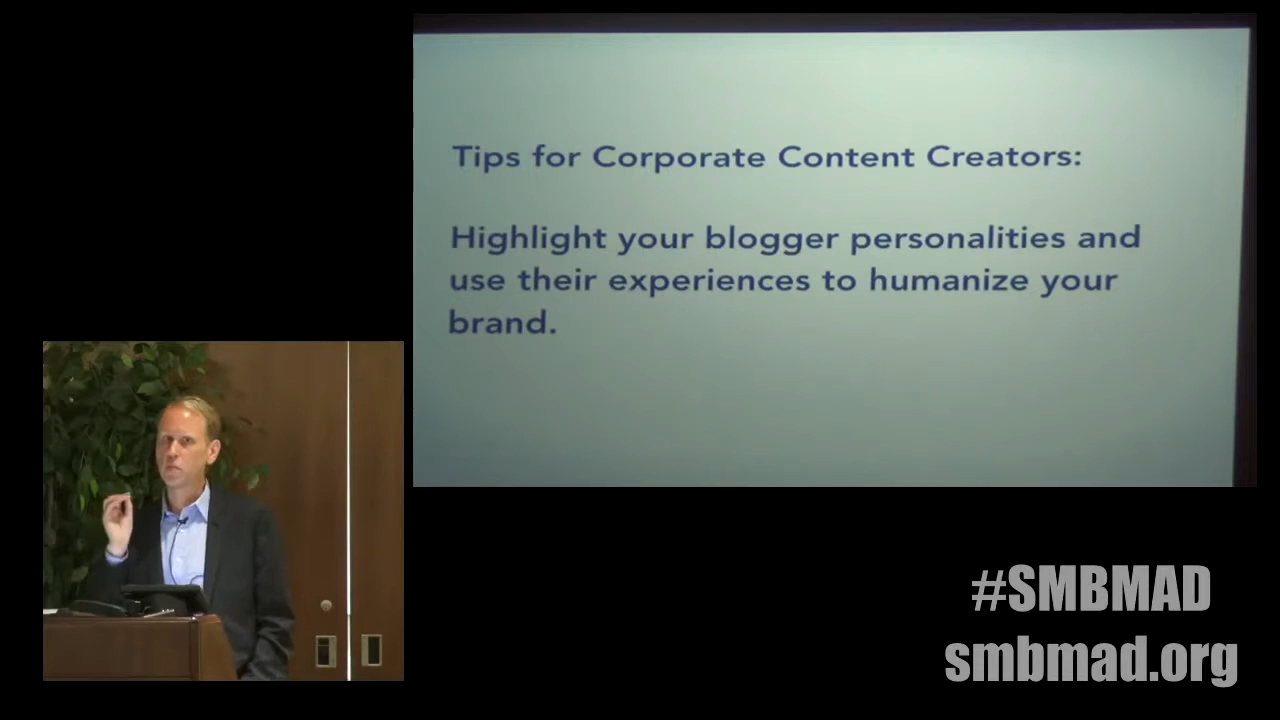 Tips for Corporate Content Creators:
Highlight your blogger personalities and
use their experiences to humanize your
brand.
#SMBMAD
smbmad.org